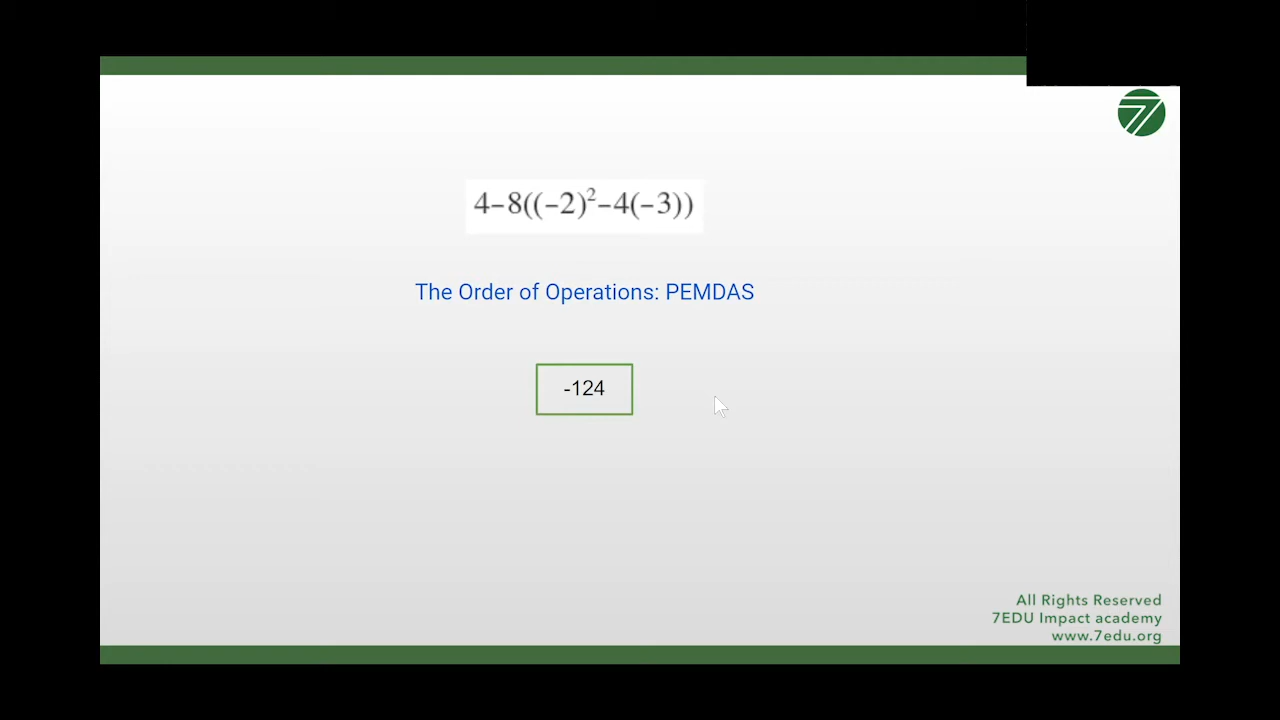 4−8((−2)²−4(−3))
The Order of Operations: PEMDAS
-124
All Rights Reserved
7EDU Impact academy
www.7edu.org